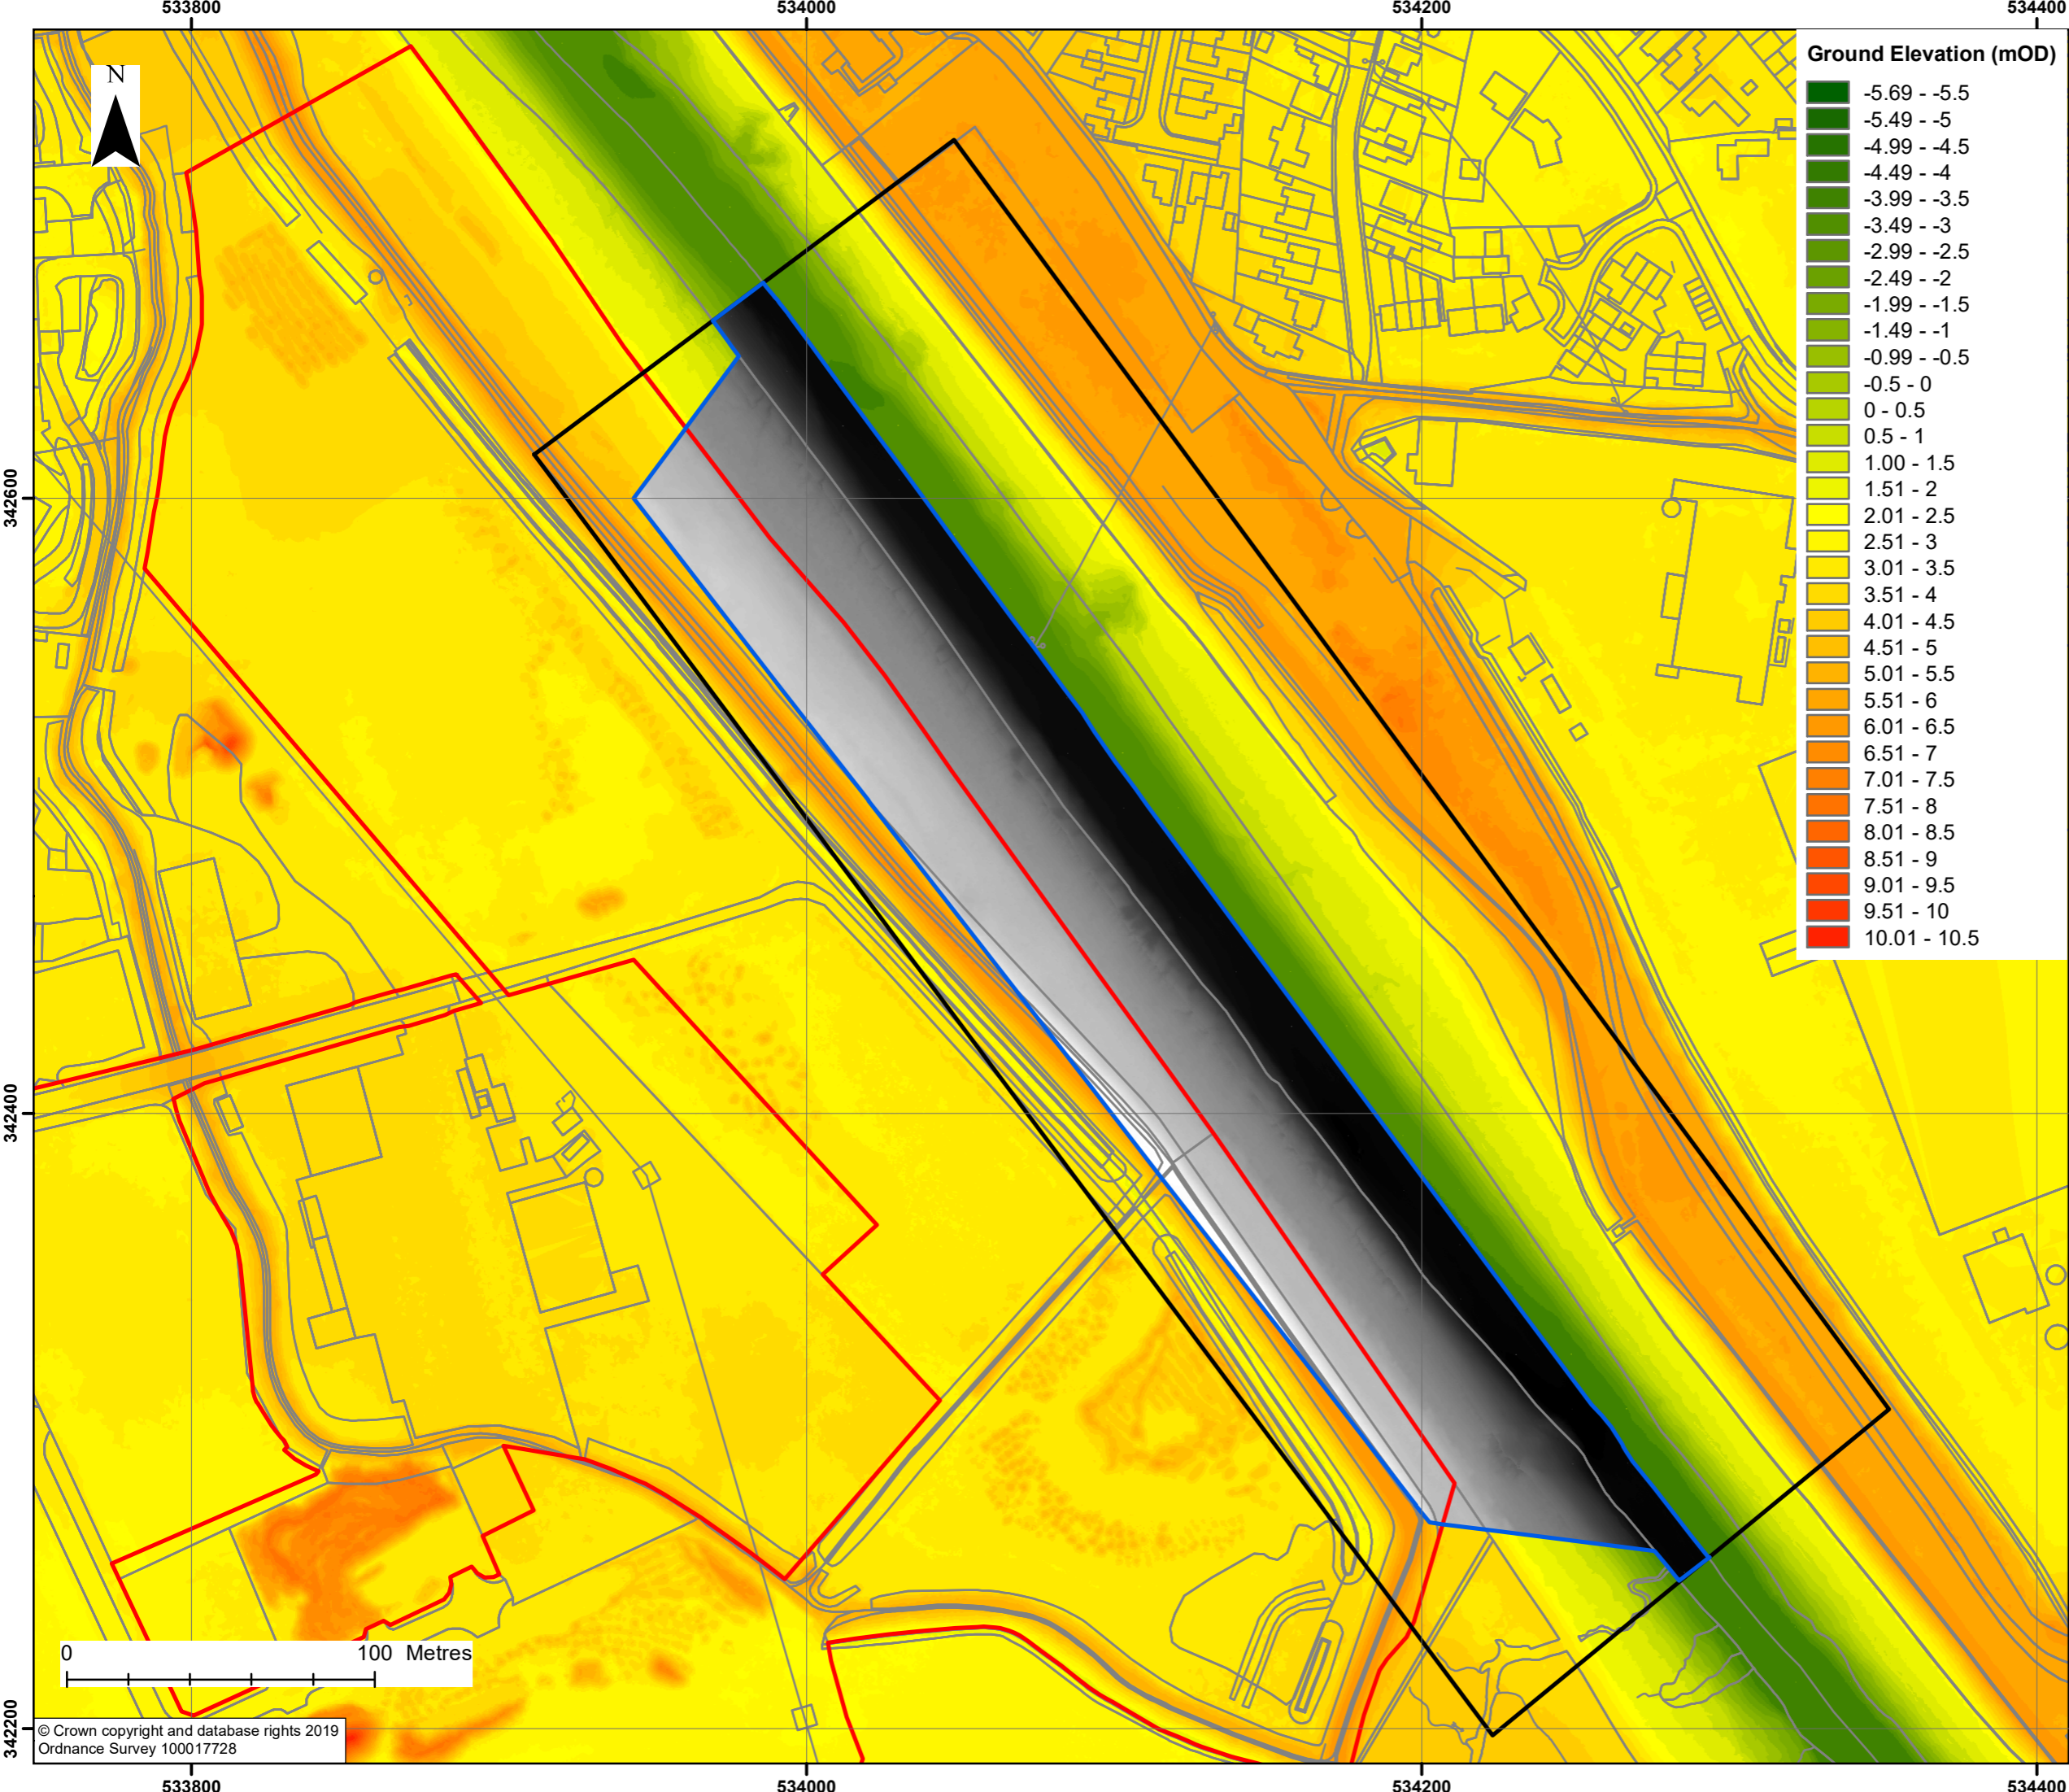 533800 534000 534200 534400
N
Ground Elevation (mOD)
-5.69 - -5.5
-5.49 - -5
-4.99 - -4.5
-4.49 - -4
-3.99 - -3.5
-3.49 - -3
-2.99 - -2.5
-2.49 - -2
-1.99 - -1.5
-1.49 - -1
-0.99 - -0.5
-0.5 - 0
0 - 0.5
0.5 - 1
1.00 - 1.5
1.51 - 2
2.01 - 2.5
2.51 - 3
3.01 - 3.5
3.51 - 4
4.01 - 4.5
4.51 - 5
5.01 - 5.5
5.51 - 6
6.01 - 6.5
6.51 - 7
7.01 - 7.5
7.51 - 8
8.01 - 8.5
8.51 - 9
9.01 - 9.5
9.51 - 10
10.01 - 10.5
342600
342400
342200
0 100 Metres
© Crown copyright and database rights 2019
Ordnance Survey 100017728
533800 534000 534200 534400